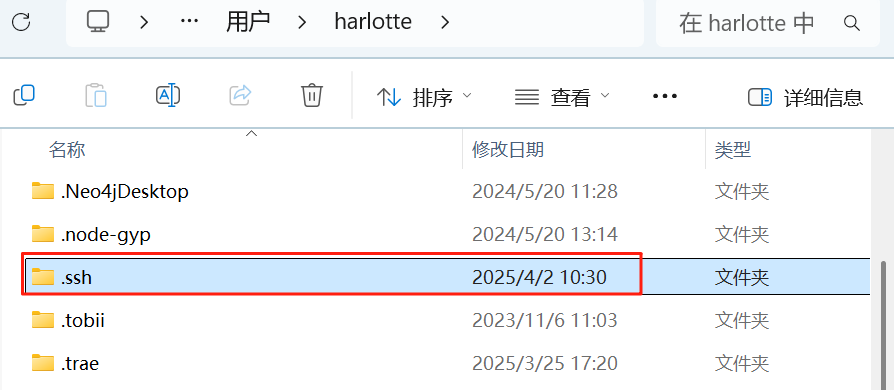 … 用户 harlotte 在 harlotte 中
排序 查看 … 详细信息
名称 修改日期 类型
.Neo4jDesktop 2024/5/20 11:28 文件夹
.node-gyp 2024/5/20 13:14 文件夹
.ssh 2025/4/2 10:30 文件夹
.tobii 2023/11/6 11:03 文件夹
.trae 2025/3/25 17:20 文件夹